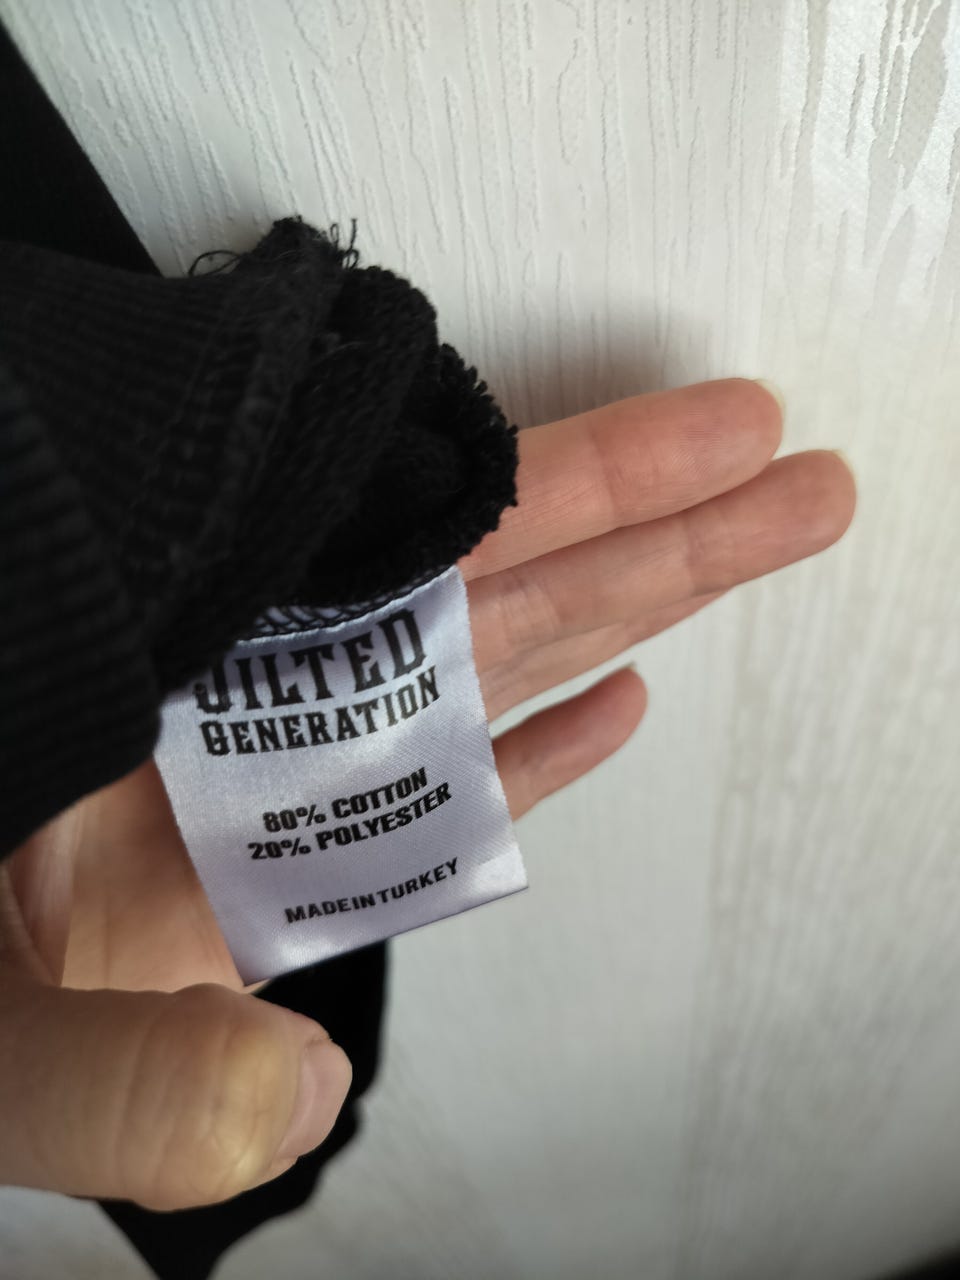 JILTED
GENERATION
80% COTTON
20% POLYESTER
MADE IN TURKEY